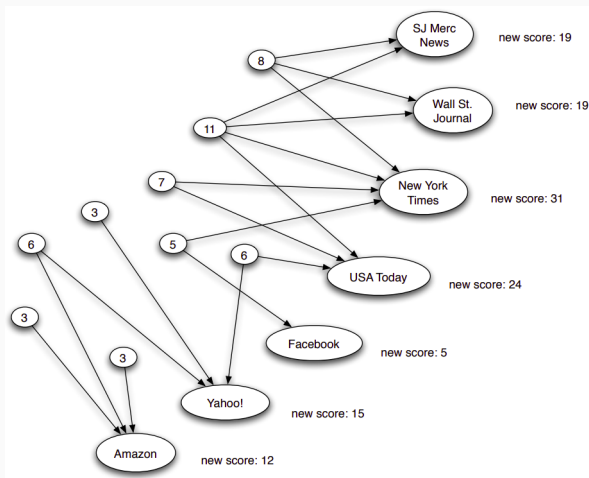 SJ Merc
News
new score: 19
8
Wall St.
Journal
new score: 19
11
7
New York
Times
new score: 31
3
6
5
6
USA Today
new score: 24
3
Facebook
new score: 5
3
Yahoo!
new score: 15
Amazon
new score: 12